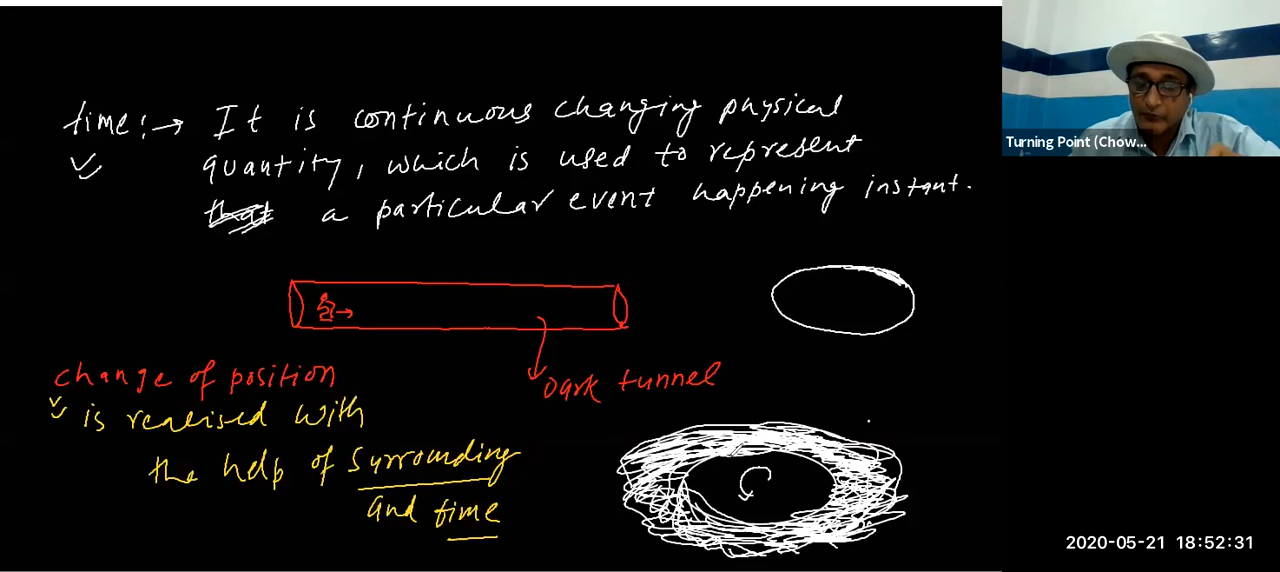 time:→ It is continuous changing physical
quantity, which is used to represent
a particular event happening instant.
Dark tunnel
change of position
is realised with
the help of surrounding
and time
Turning Point (Chow...
2020-05-21 18:52:31